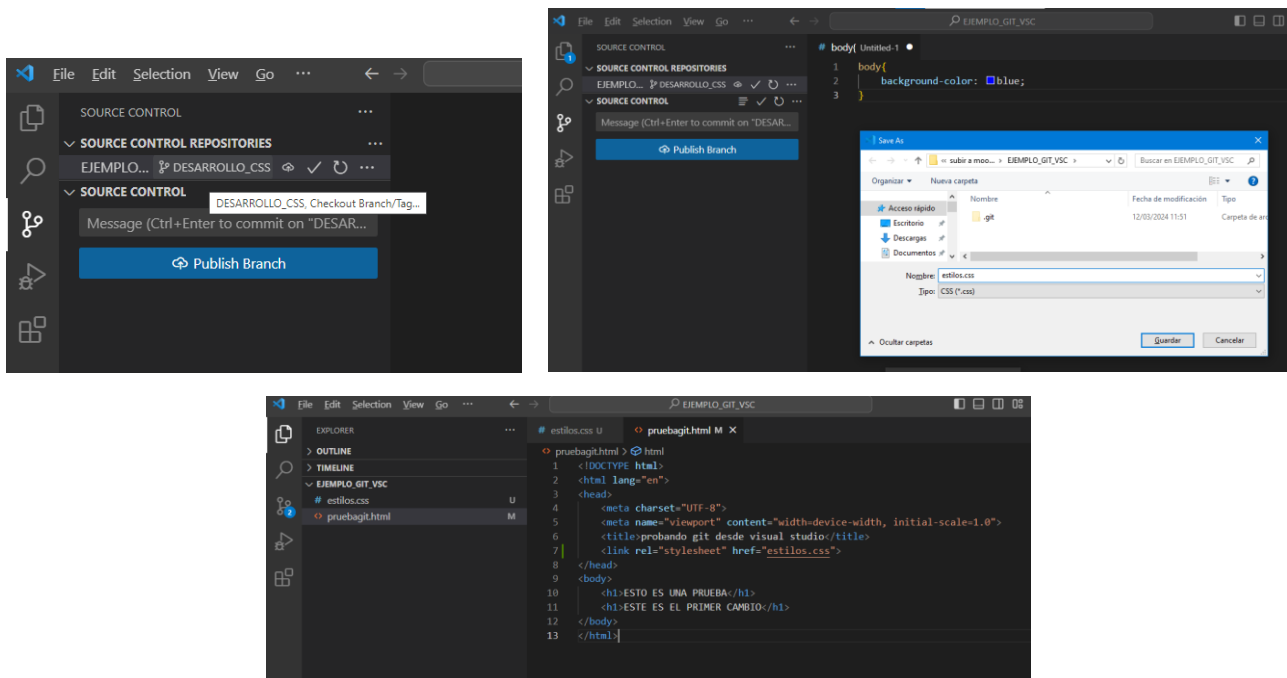 File Edit Selection View Go ···
SOURCE CONTROL ···
SOURCE CONTROL REPOSITORIES ···
EJEMPLO... DESARROLLO_CSS ···
SOURCE CONTROL
DESARROLLO_CSS, Checkout Branch/Tag...
Message (Ctrl+Enter to commit on "DESAR...
Publish Branch
File Edit Selection View Go ···
EJEMPLO_GIT_VSC
1
SOURCE CONTROL ···
SOURCE CONTROL REPOSITORIES
EJEMPLO... DESARROLLO_CSS ···
SOURCE CONTROL ···
Message (Ctrl+Enter to commit on "DESAR...
Publish Branch
# body{ Untitled-1 ●
1 body{
2 background-color: blue;
3 }
Save As
« subir a moo... > EJEMPLO_GIT_VSC >
Buscar en EJEMPLO_GIT_VSC
Organizar Nueva carpeta
Acceso rápido
Escritorio
Descargas
Documentos
Nombre Fecha de modificación Tipo
.git 12/03/2024 11:51 Carpeta de arc
Nombre: estilos.css
Tipo: CSS (*.css)
Ocultar carpetas
Guardar Cancelar
File Edit Selection View Go ···
EJEMPLO_GIT_VSC
2
EXPLORER ···
OUTLINE
TIMELINE
EJEMPLO_GIT_VSC
# estilos.css U
<> pruebagit.html M
# estilos.css U <> pruebagit.html M
<> pruebagit.html > html
1 <!DOCTYPE html>
2 <html lang="en">
3 <head>
4 <meta charset="UTF-8">
5 <meta name="viewport" content="width=device-width, initial-scale=1.0">
6 <title>probando git desde visual studio</title>
7 <link rel="stylesheet" href="estilos.css">
8 </head>
9 <body>
10 <h1>ESTO ES UNA PRUEBA</h1>
11 <h1>ESTE ES EL PRIMER CAMBIO</h1>
12 </body>
13 </html>